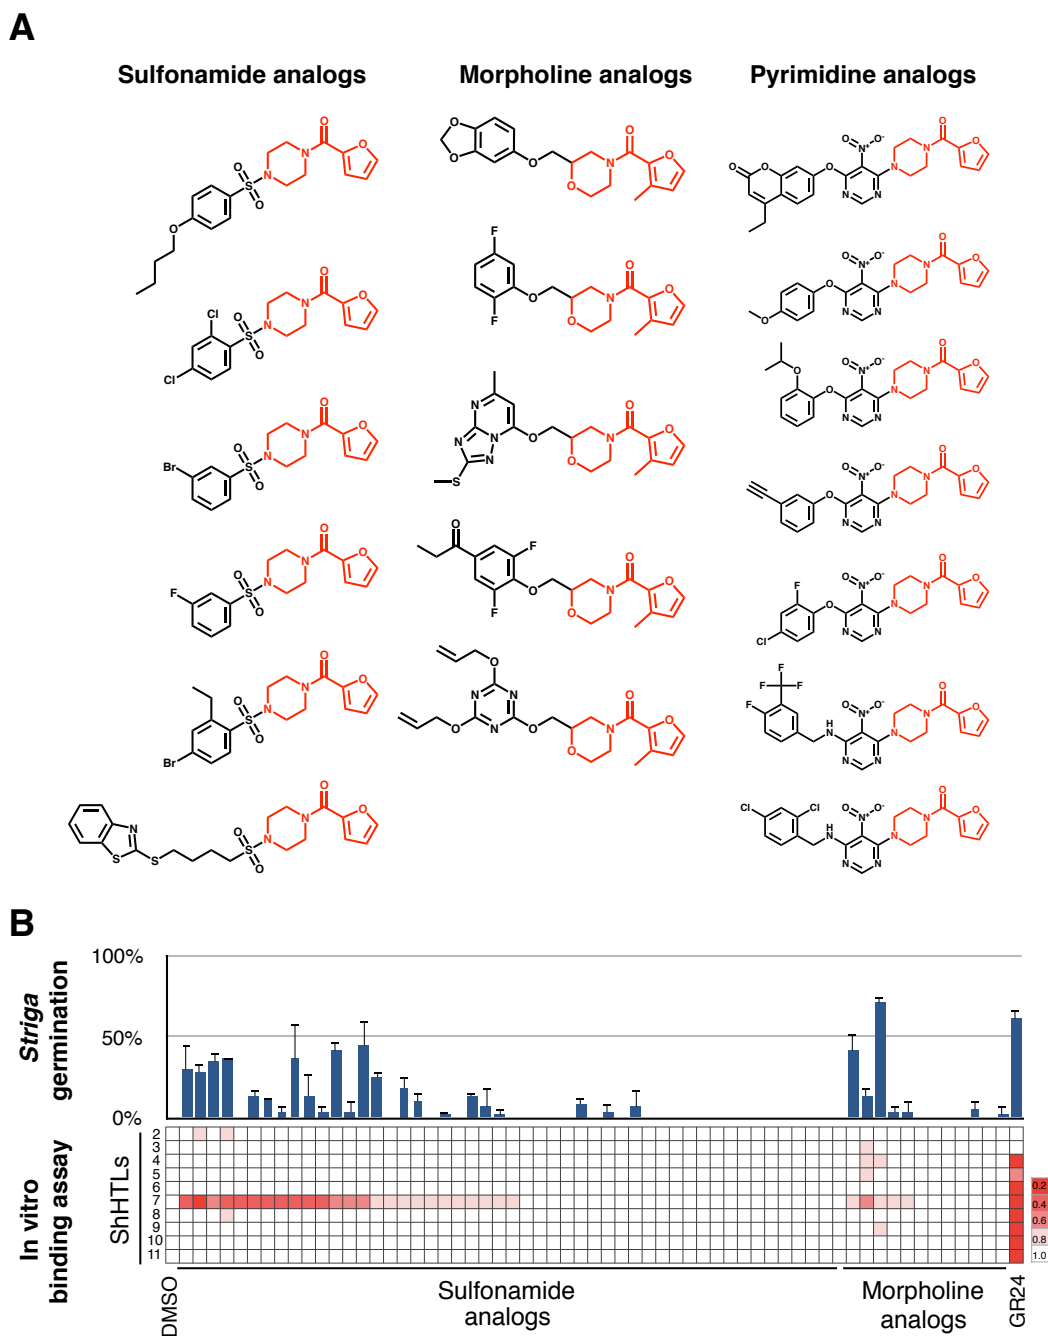 A
Sulfonamide analogs
Morpholine analogs
Pyrimidine analogs
B
100%
50%
0%
Striga
germination
In vitro
binding assay
ShHTLs
2
3
4
5
6
7
8
9
10
11
0.2
0.4
0.6
0.8
1.0
DMSO
Sulfonamide
analogs
Morpholine
analogs
GR24